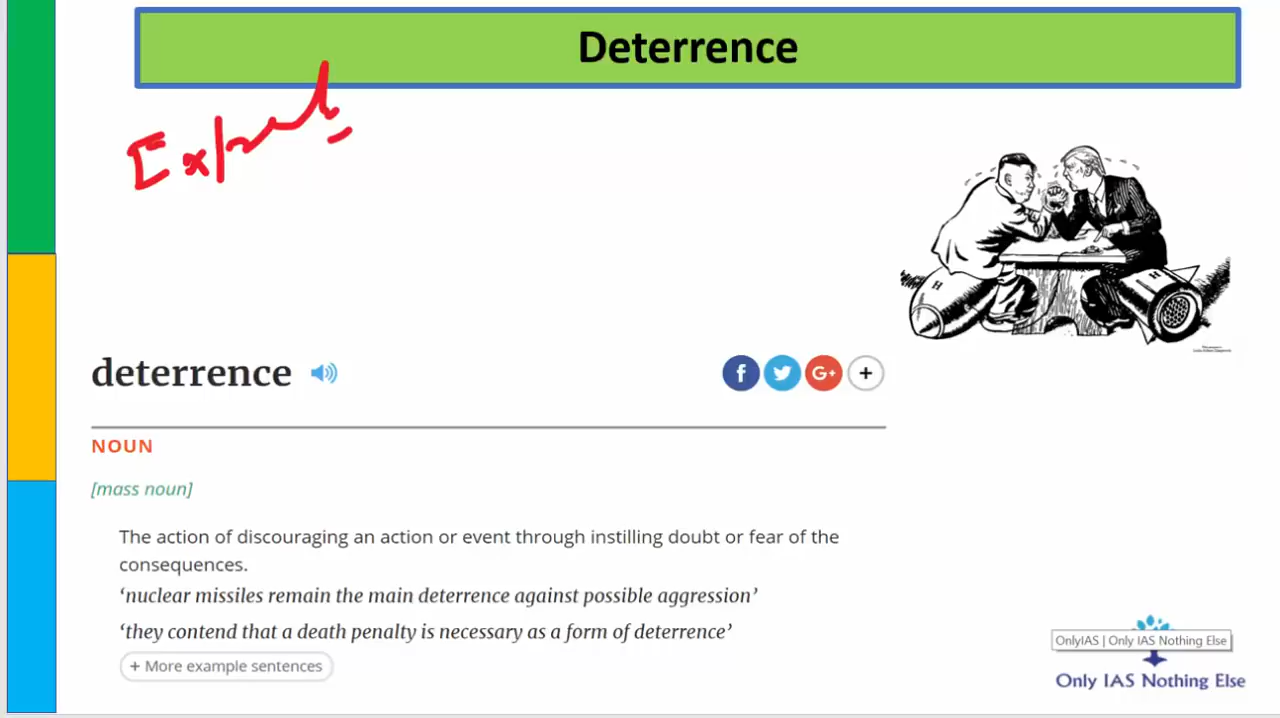 Deterrence
H
H
deterrence
f
G+
+
NOUN
[mass noun]
The action of discouraging an action or event through instilling doubt or fear of the
consequences.
‘nuclear missiles remain the main deterrence against possible aggression’
‘they contend that a death penalty is necessary as a form of deterrence’
+ More example sentences
OnlyIAS | Only IAS Nothing Else
Only IAS Nothing Else